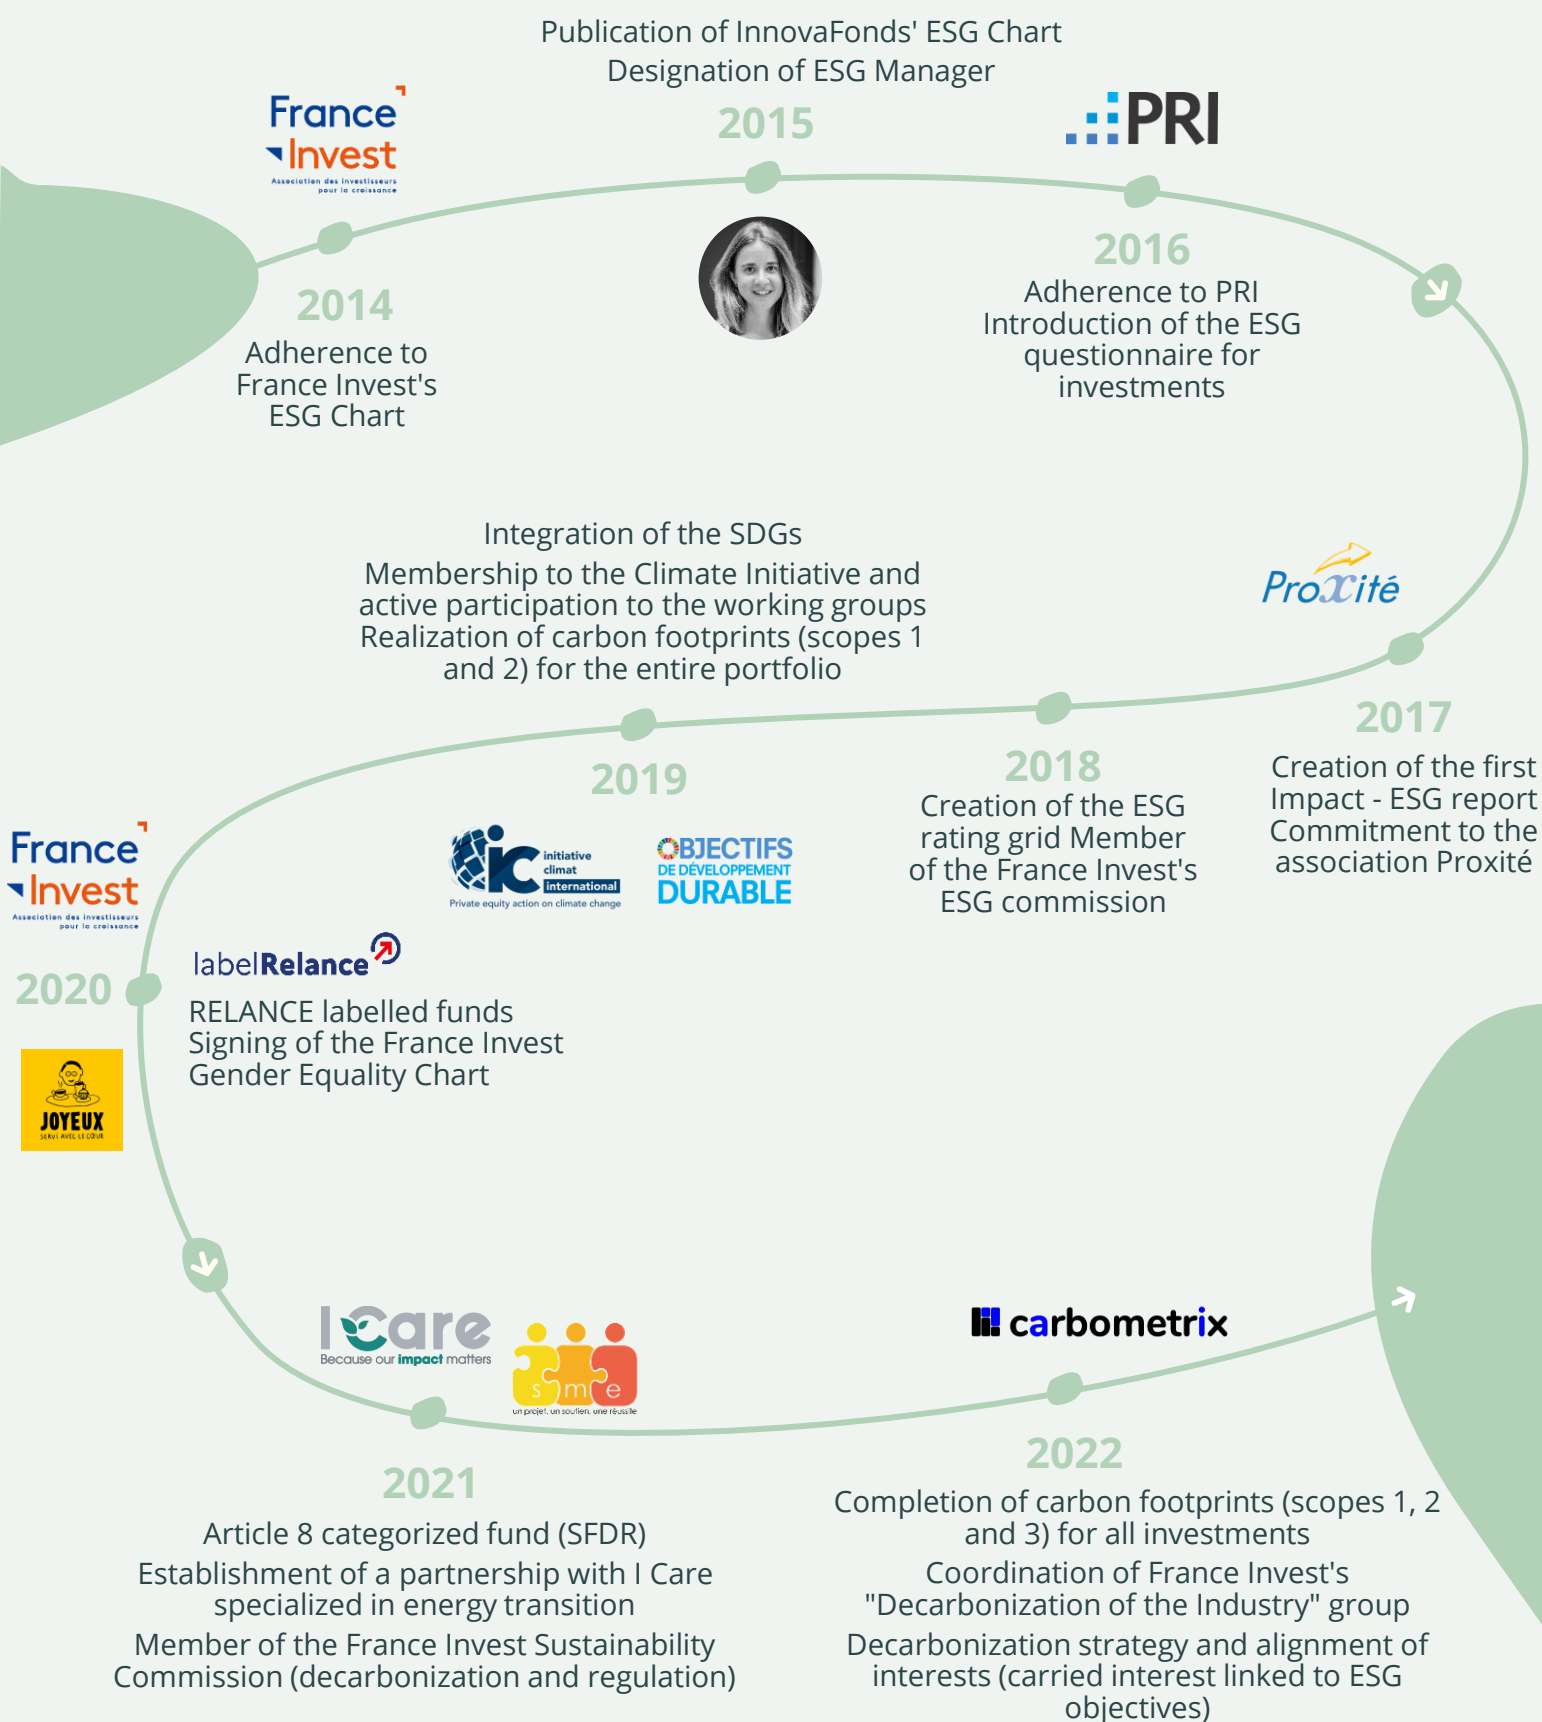 Publication of InnovaFonds' ESG Chart
Designation of ESG Manager
France
Invest
Association des investisseurs
pour la croissance
2015
PRI
2014
Adherence to
France Invest's
ESG Chart
2016
Adherence to PRI
Introduction of the ESG
questionnaire for
investments
Integration of the SDGs
Membership to the Climate Initiative and
active participation to the working groups
Realization of carbon footprints (scopes 1
and 2) for the entire portfolio
Proxité
2017
Creation of the first
Impact - ESG report
Commitment to the
association Proxité
2018
Creation of the ESG
rating grid Member
of the France Invest's
ESG commission
2019
iC
initiative
climat
international
Private equity action on climate change
OBJECTIFS
DE DÉVELOPPEMENT
DURABLE
France
Invest
Association des investisseurs
pour la croissance
2020
labelRelance
RELANCE labelled funds
Signing of the France Invest
Gender Equality Chart
JOYEUX
SERVI AVEC LE CŒUR
I Care
Because our impact matters
s m e
un projet, un soutien, une réussite
carbometrix
2021
Article 8 categorized fund (SFDR)
Establishment of a partnership with I Care
specialized in energy transition
Member of the France Invest Sustainability
Commission (decarbonization and regulation)
2022
Completion of carbon footprints (scopes 1, 2
and 3) for all investments
Coordination of France Invest's
"Decarbonization of the Industry" group
Decarbonization strategy and alignment of
interests (carried interest linked to ESG
objectives)